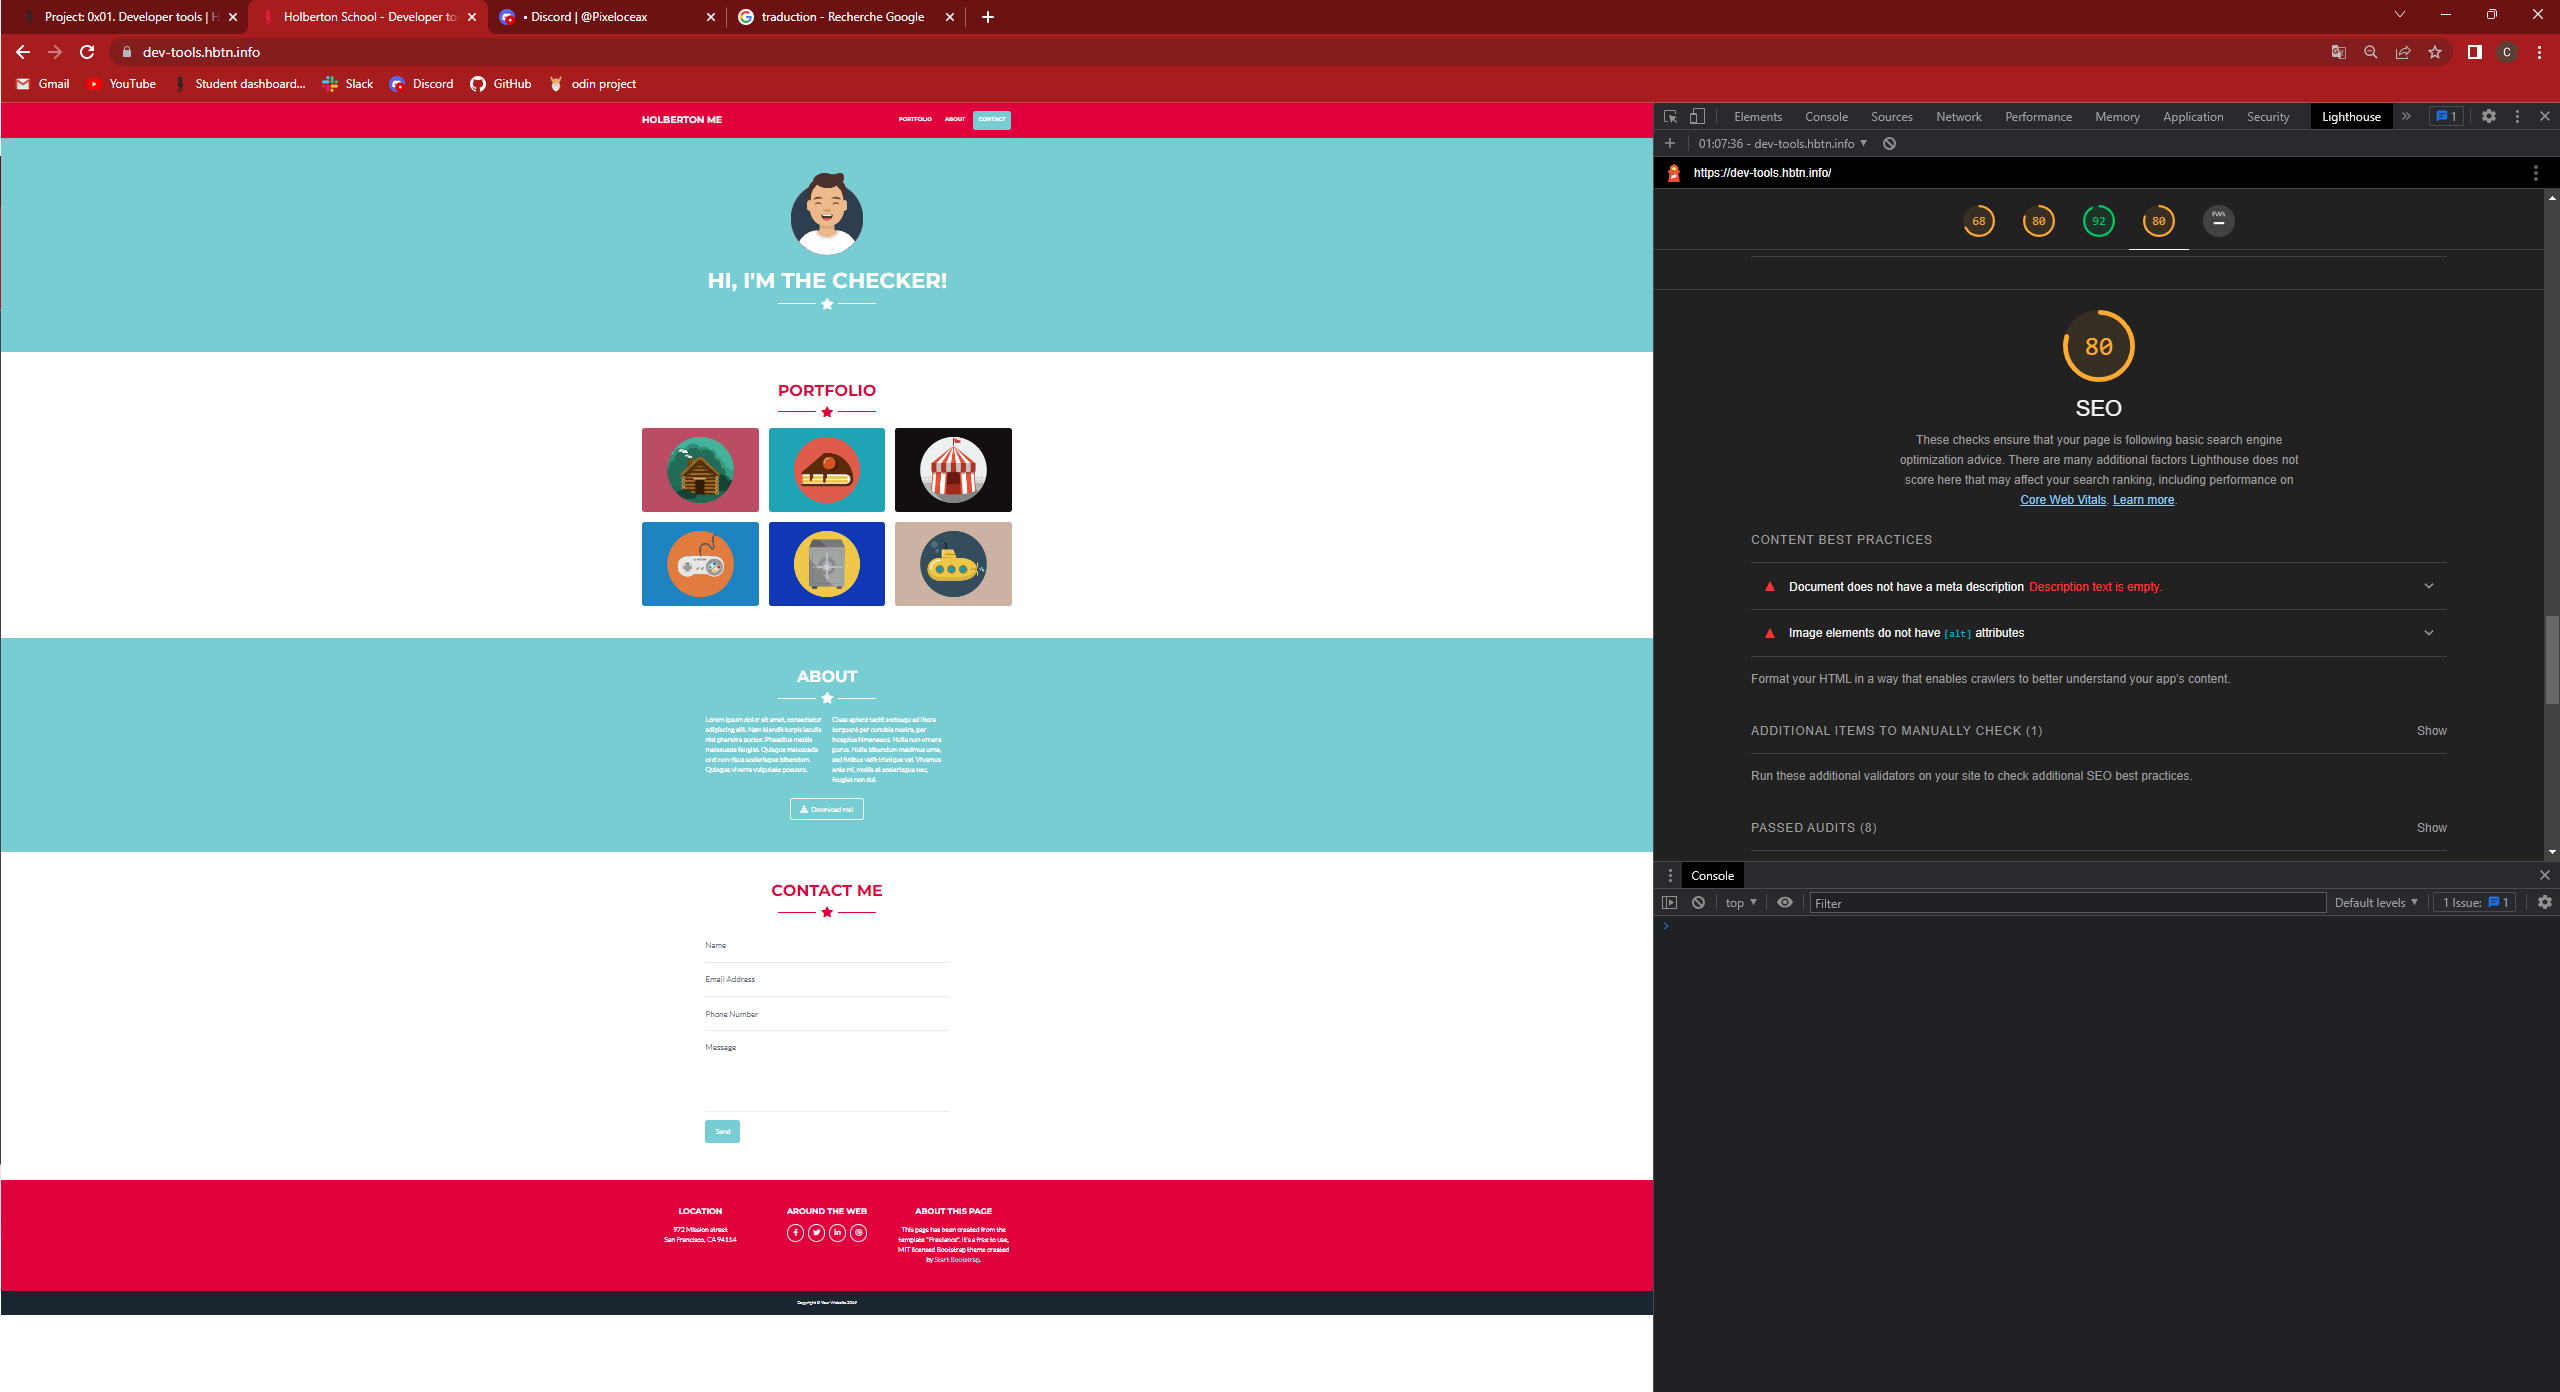 Project: 0x01. Developer tools | H
Holberton School - Developer to
• Discord | @Pixeloceax
traduction - Recherche Google
dev-tools.hbtn.info
C
Gmail
YouTube
Student dashboard...
Slack
Discord
GitHub
odin project
HOLBERTON ME
PORTFOLIO
ABOUT
CONTACT
HI, I'M THE CHECKER!
PORTFOLIO
ABOUT
Lorem ipsum dolor sit amet, consectetur
adipiscing elit. Nam blandit turpis iaculis
nisi pharetra auctor. Phasellus mattis
malesuada feugiat. Quisque malesuada
orci non risus scelerisque bibendum.
Quisque viverra vulputate posuere.
Class aptent taciti sociosqu ad litora
torquent per conubia nostra, per
inceptos himenaeos. Nulla non ornare
purus. Nulla bibendum maximus urna,
sed finibus velit tristique vel. Vivamus
ante mi, mollis at scelerisque nec,
feugiat non dui.
Download me!
CONTACT ME
Name
Email Address
Phone Number
Message
Send
LOCATION
972 Mission street
San Francisco, CA 94114
AROUND THE WEB
ABOUT THIS PAGE
This page has been created from the
template "Freelance". It's a free to use,
MIT licensed Bootstrap theme created
by Start Bootstrap.
Copyright © Your Website 2019
Elements
Console
Sources
Network
Performance
Memory
Application
Security
Lighthouse
1
01:07:36 - dev-tools.hbtn.info
https://dev-tools.hbtn.info/
68
80
92
80
PWA
80
SEO
These checks ensure that your page is following basic search engine
optimization advice. There are many additional factors Lighthouse does not
score here that may affect your search ranking, including performance on
Core Web Vitals. Learn more.
CONTENT BEST PRACTICES
Document does not have a meta description Description text is empty.
Image elements do not have [alt] attributes
Format your HTML in a way that enables crawlers to better understand your app's content.
ADDITIONAL ITEMS TO MANUALLY CHECK (1)
Show
Run these additional validators on your site to check additional SEO best practices.
PASSED AUDITS (8)
Show
Console
top
Filter
Default levels
1 Issue:
1